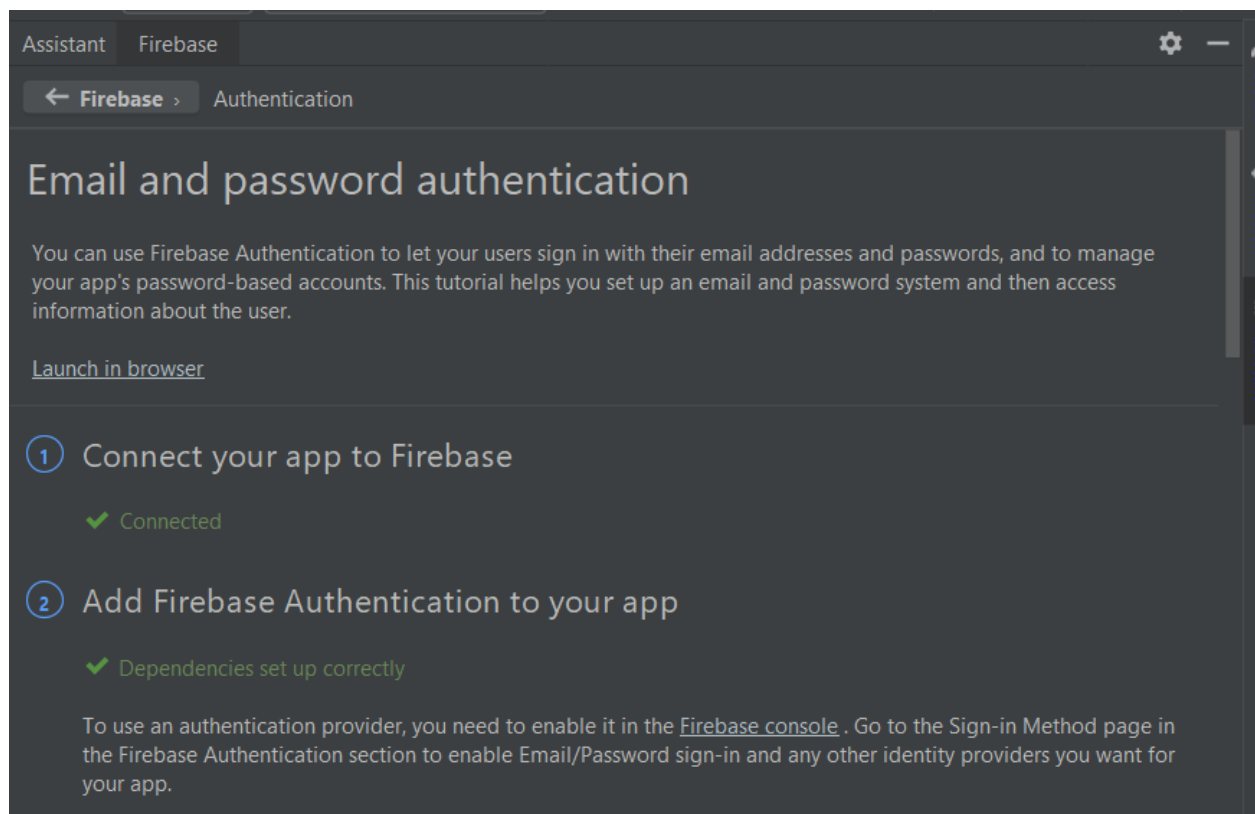 Assistant Firebase
← Firebase › Authentication
Email and password authentication
You can use Firebase Authentication to let your users sign in with their email addresses and passwords, and to manage
your app's password-based accounts. This tutorial helps you set up an email and password system and then access
information about the user.
Launch in browser
1 Connect your app to Firebase
Connected
2 Add Firebase Authentication to your app
Dependencies set up correctly
To use an authentication provider, you need to enable it in the Firebase console . Go to the Sign-in Method page in
the Firebase Authentication section to enable Email/Password sign-in and any other identity providers you want for
your app.